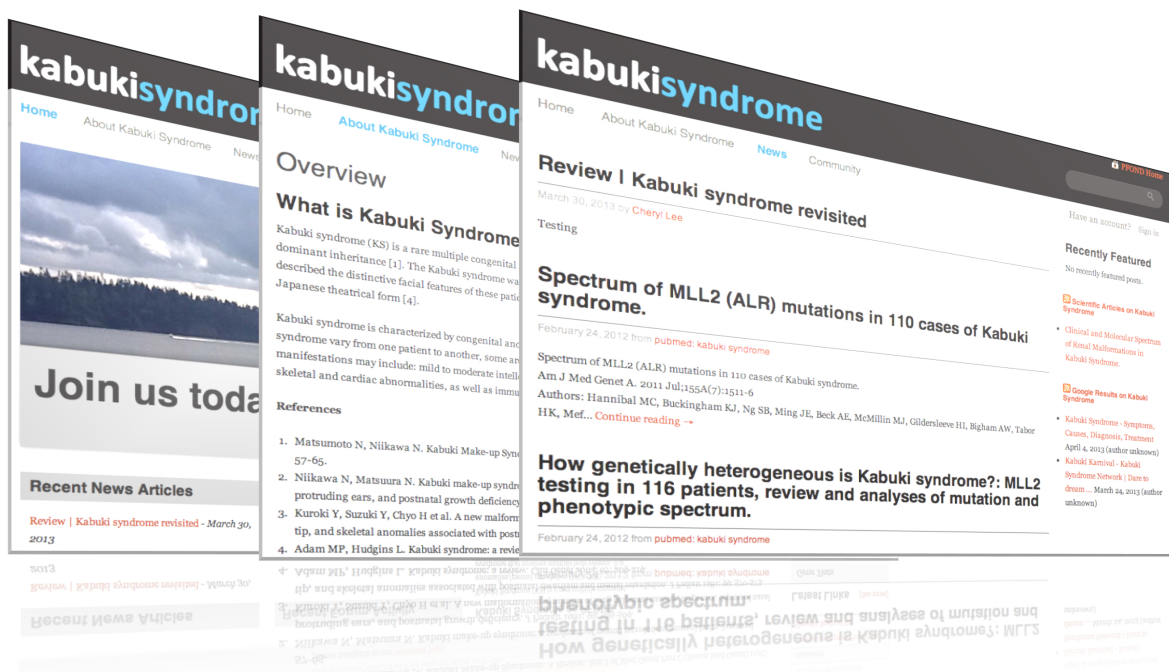 kabukisyndro
Home About Kabuki Syndrome News
Join us toda
Recent News Articles
Review | Kabuki syndrome revisited - March 30,
2013
kabukisyndrom
Home About Kabuki Syndrome New
Overview
What is Kabuki Syndrome
Kabuki syndrome (KS) is a rare multiple congenital
dominant inheritance [1]. The Kabuki syndrome wa
described the distinctive facial features of these patie
Japanese theatrical form [4].
Kabuki syndrome is characterized by congenital and
syndrome vary from one patient to another, some ar
manifestations may include: mild to moderate intelle
skeletal and cardiac abnormalities, as well as immu
References
1. Matsumoto N, Niikawa N. Kabuki Make-up Syn
57-65.
2. Niikawa N, Matsuura N. Kabuki make-up syndr
protruding ears, and postnatal growth deficiency
3. Kuroki Y, Suzuki Y, Chyo H et al. A new malform
tip, and skeletal anomalies associated with post
4. Adam MP, Hudgins L. Kabuki syndrome: a revie
kabukisyndrome
Home About Kabuki Syndrome News Community
PPOND Home
Have an account? Sign in
Review | Kabuki syndrome revisited
March 30, 2013 by Cheryl Lee
Testing
Spectrum of MLL2 (ALR) mutations in 110 cases of Kabuki
syndrome.
February 24, 2012 from pubmed: kabuki syndrome
Spectrum of MLL2 (ALR) mutations in 110 cases of Kabuki syndrome.
Am J Med Genet A. 2011 Jul;155A(7):1511-6
Authors: Hannibal MC, Buckingham KJ, Ng SB, Ming JE, Beck AE, McMillin MJ, Gildersleeve HI, Bigham AW, Tabor
HK, Mef... Continue reading →
How genetically heterogeneous is Kabuki syndrome?: MLL2
testing in 116 patients, review and analyses of mutation and
phenotypic spectrum.
February 24, 2012 from pubmed: kabuki syndrome
Recently Featured
No recently featured posts.
Scientific Articles on Kabuki
Syndrome
• Clinical and Molecular Spectrum
of Renal Malformations in
Kabuki Syndrome.
Google Results on Kabuki
Syndrome
• Kabuki Syndrome - Symptoms,
Causes, Diagnosis, Treatment
April 4, 2013 (author unknown)
• Kabuki Karnival - Kabuki
Syndrome Network | Dare to
dream ... March 24, 2013 (author
unknown)